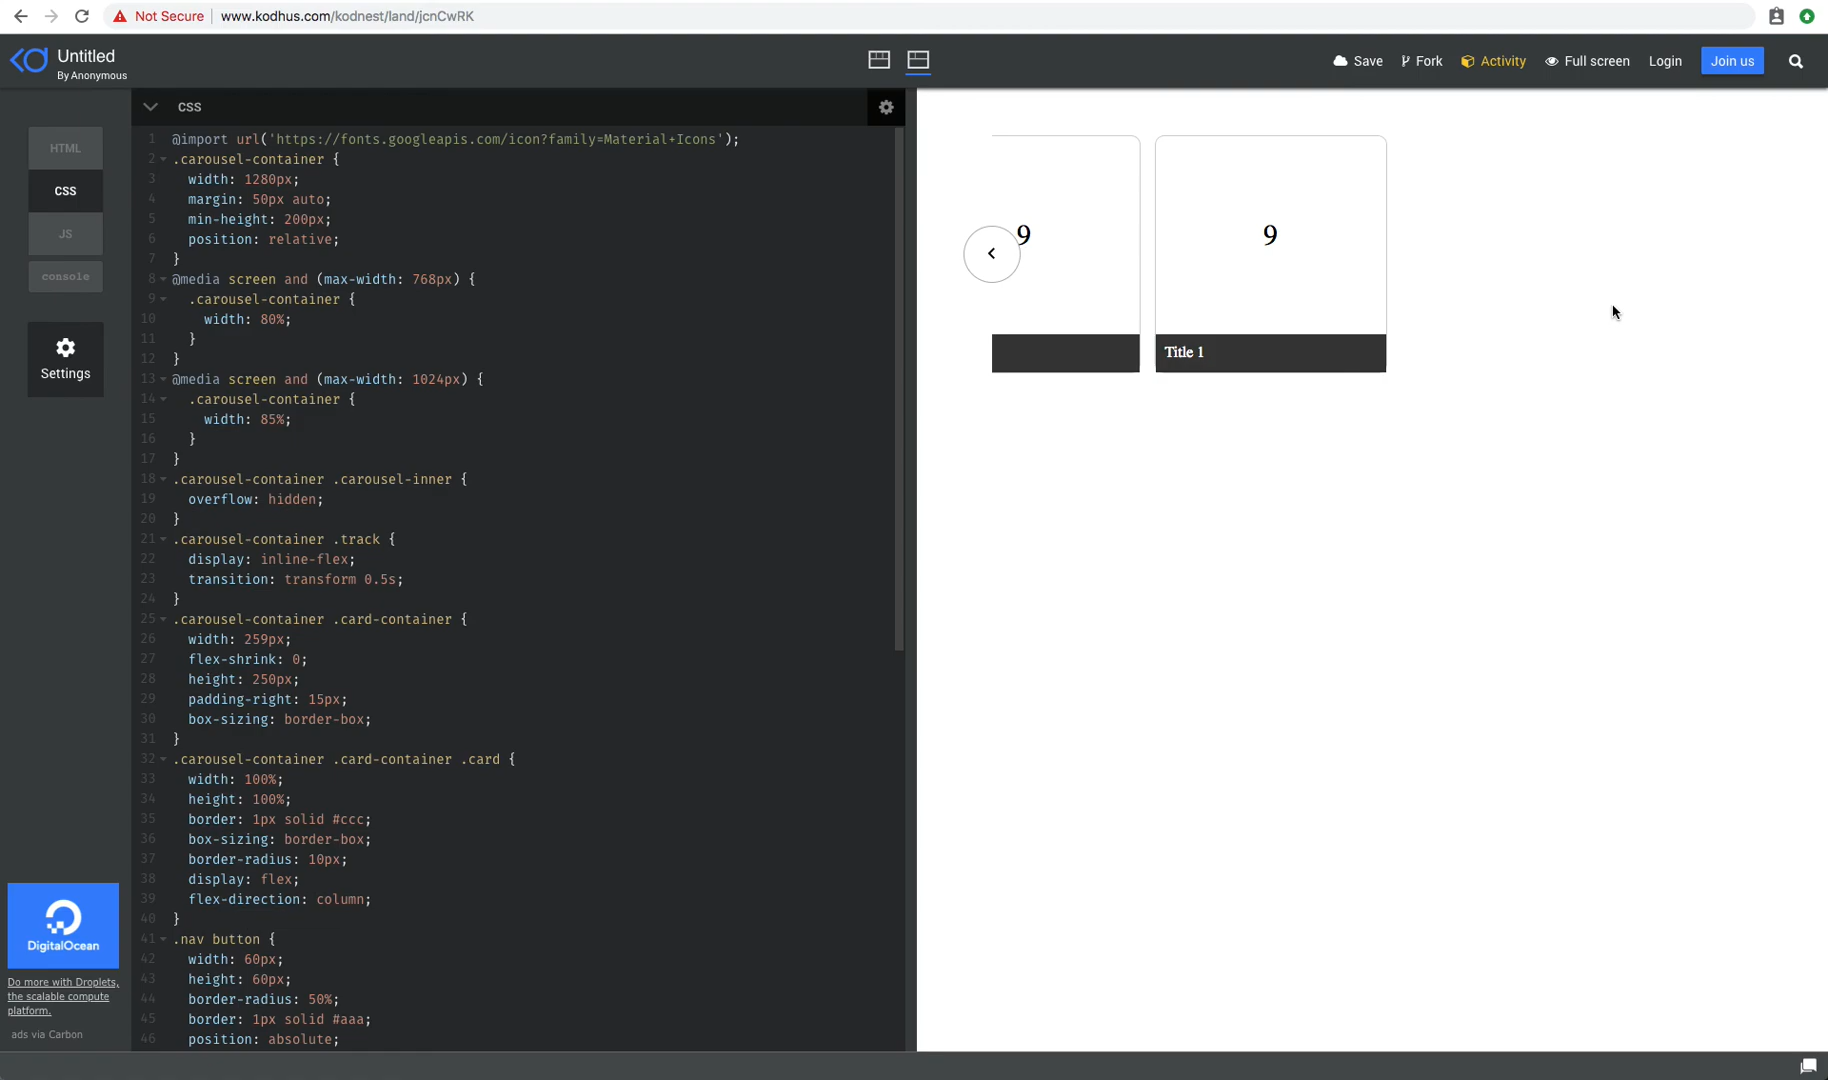 Not Secure www.kodhus.com/kodnest/land/jcnCwRK
Untitled
By Anonymous
Save Fork Activity Full screen Login Join us
HTML
CSS
JS
console
Settings
DigitalOcean
Do more with Droplets,
the scalable compute
platform.
ads via Carbon
CSS
1 @import url('https://fonts.googleapis.com/icon?family=Material+Icons');
2 .carousel-container {
3 width: 1280px;
4 margin: 50px auto;
5 min-height: 200px;
6 position: relative;
7 }
8 @media screen and (max-width: 768px) {
9 .carousel-container {
10 width: 80%;
11 }
12 }
13 @media screen and (max-width: 1024px) {
14 .carousel-container {
15 width: 85%;
16 }
17 }
18 .carousel-container .carousel-inner {
19 overflow: hidden;
20 }
21 .carousel-container .track {
22 display: inline-flex;
23 transition: transform 0.5s;
24 }
25 .carousel-container .card-container {
26 width: 259px;
27 flex-shrink: 0;
28 height: 250px;
29 padding-right: 15px;
30 box-sizing: border-box;
31 }
32 .carousel-container .card-container .card {
33 width: 100%;
34 height: 100%;
35 border: 1px solid #ccc;
36 box-sizing: border-box;
37 border-radius: 10px;
38 display: flex;
39 flex-direction: column;
40 }
41 .nav button {
42 width: 60px;
43 height: 60px;
44 border-radius: 50%;
45 border: 1px solid #aaa;
46 position: absolute;
9
9
Title 1